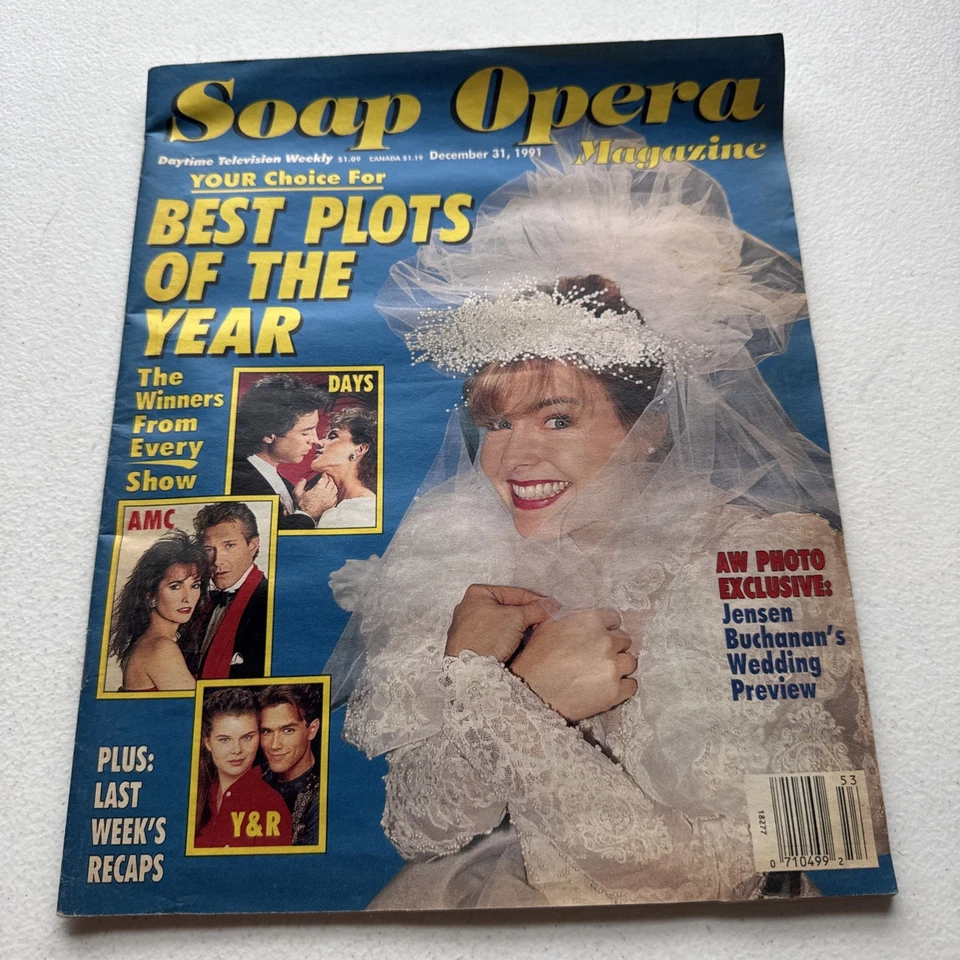 Soap Opera
Magazine
Daytime Television Weekly $1.09 CANADA $1.19 December 31, 1991
YOUR Choice For
BEST PLOTS
OF THE
YEAR
The
Winners
From
Every
Show
DAYS
AMC
Y&R
AW PHOTO
EXCLUSIVE:
Jensen
Buchanan's
Wedding
Preview
PLUS:
LAST
WEEK'S
RECAPS
53
18277
0 710499 2